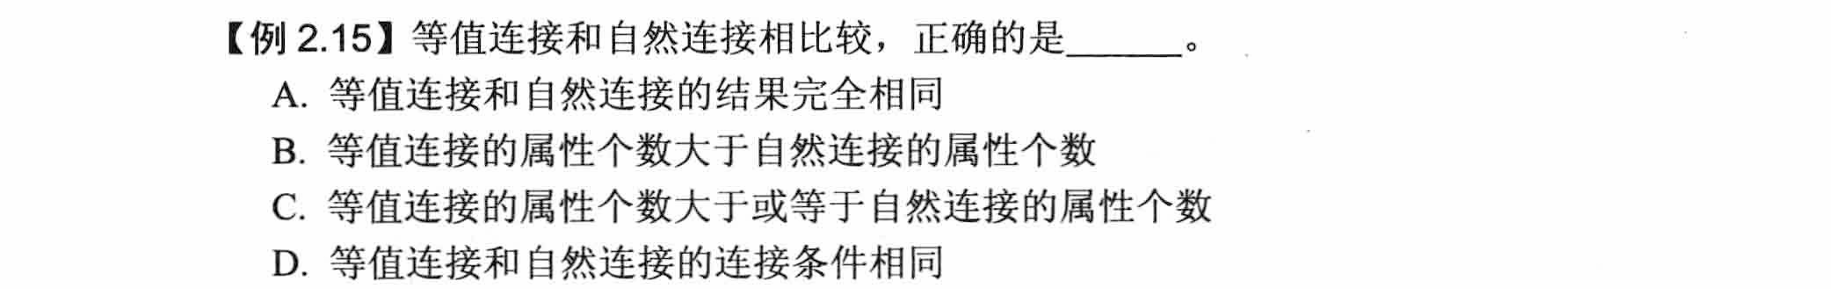 【例 2.15】等值连接和自然连接相比较，正确的是______。
A. 等值连接和自然连接的结果完全相同
B. 等值连接的属性个数大于自然连接的属性个数
C. 等值连接的属性个数大于或等于自然连接的属性个数
D. 等值连接和自然连接的连接条件相同